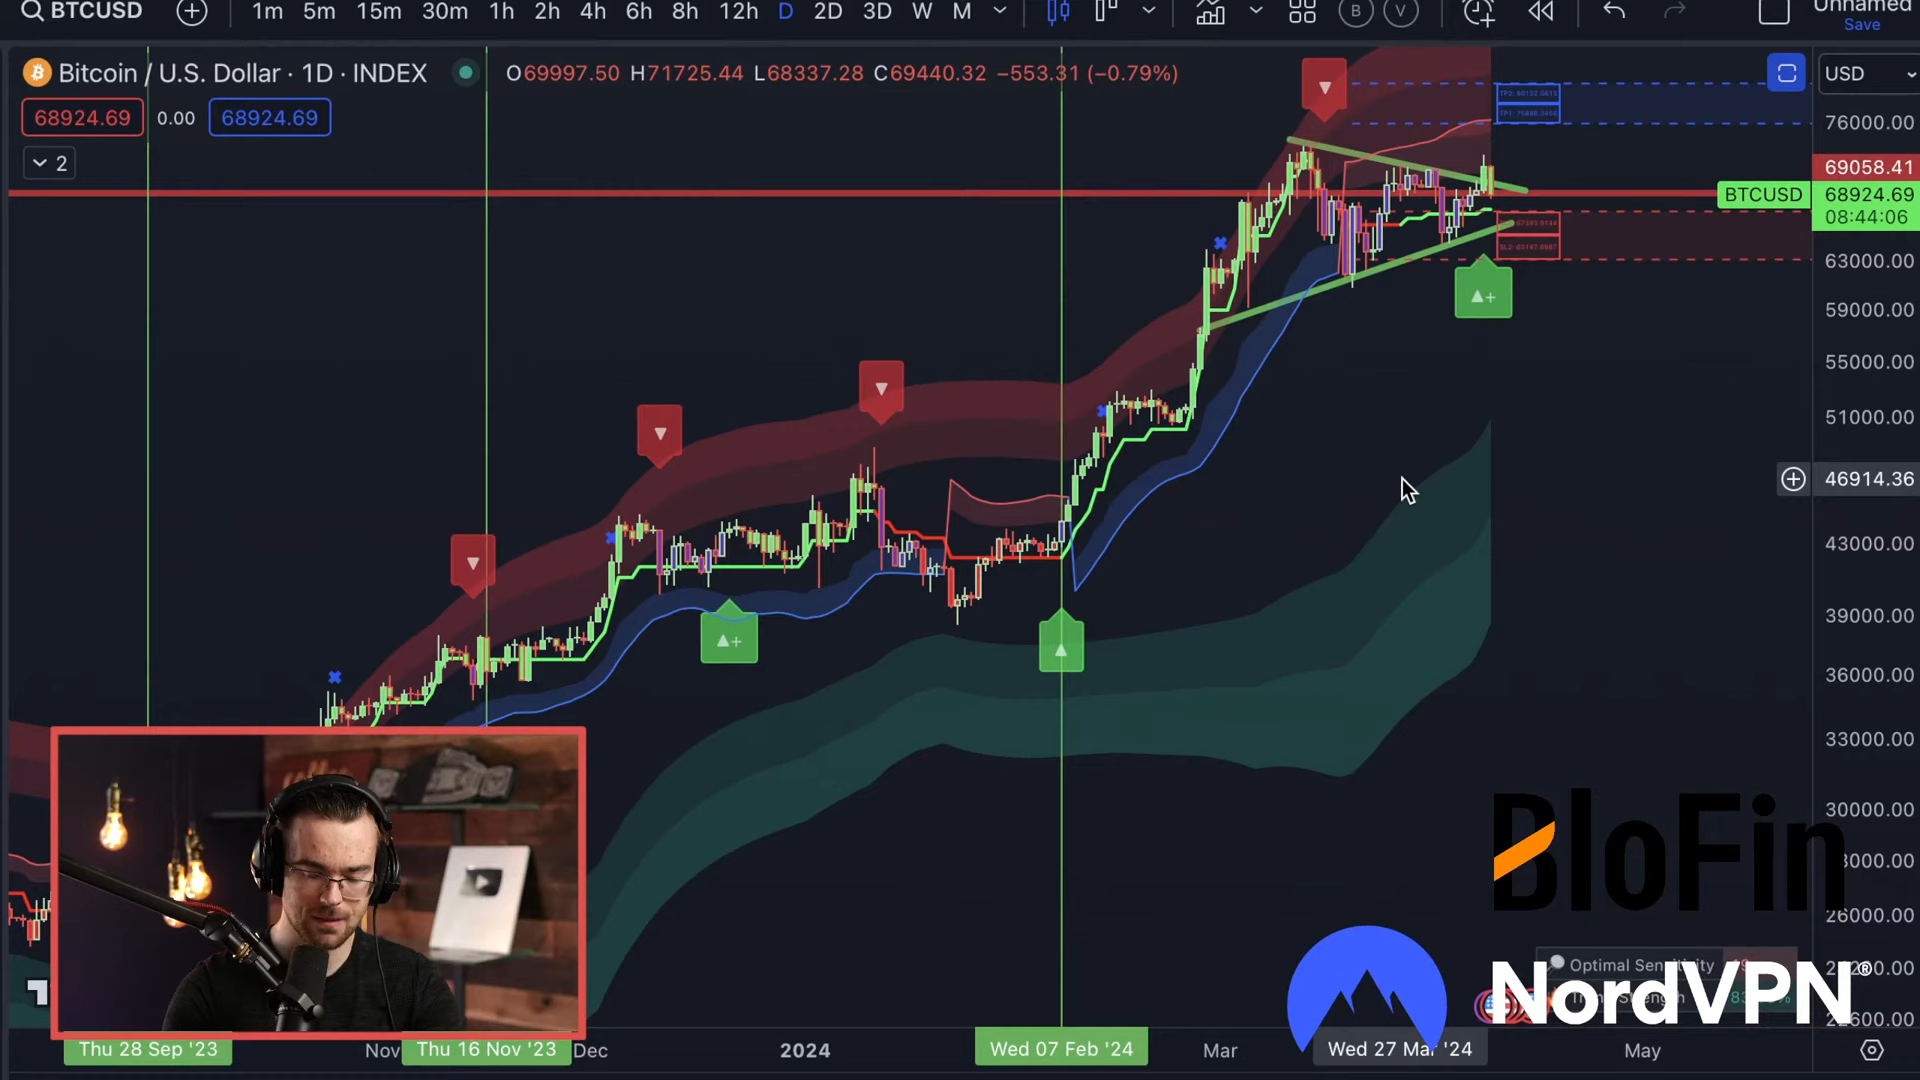 BTCUSD 1m 5m 15m 30m 1h 2h 4h 6h 8h 12h D 2D 3D W M B V Unnamed
Save
Bitcoin / U.S. Dollar · 1D · INDEX O69997.50 H71725.44 L68337.28 C69440.32 −553.31 (−0.79%) USD
68924.69 0.00 68924.69
2
76000.00
69058.41
BTCUSD 68924.69
08:44:06
63000.00
59000.00
55000.00
51000.00
46914.36
43000.00
39000.00
36000.00
33000.00
30000.00
BloFin
26000.00
Optimal Sensitivity
NordVPN®
Thu 28 Sep '23 Nov Thu 16 Nov '23 Dec 2024 Wed 07 Feb '24 Mar Wed 27 Mar '24 May